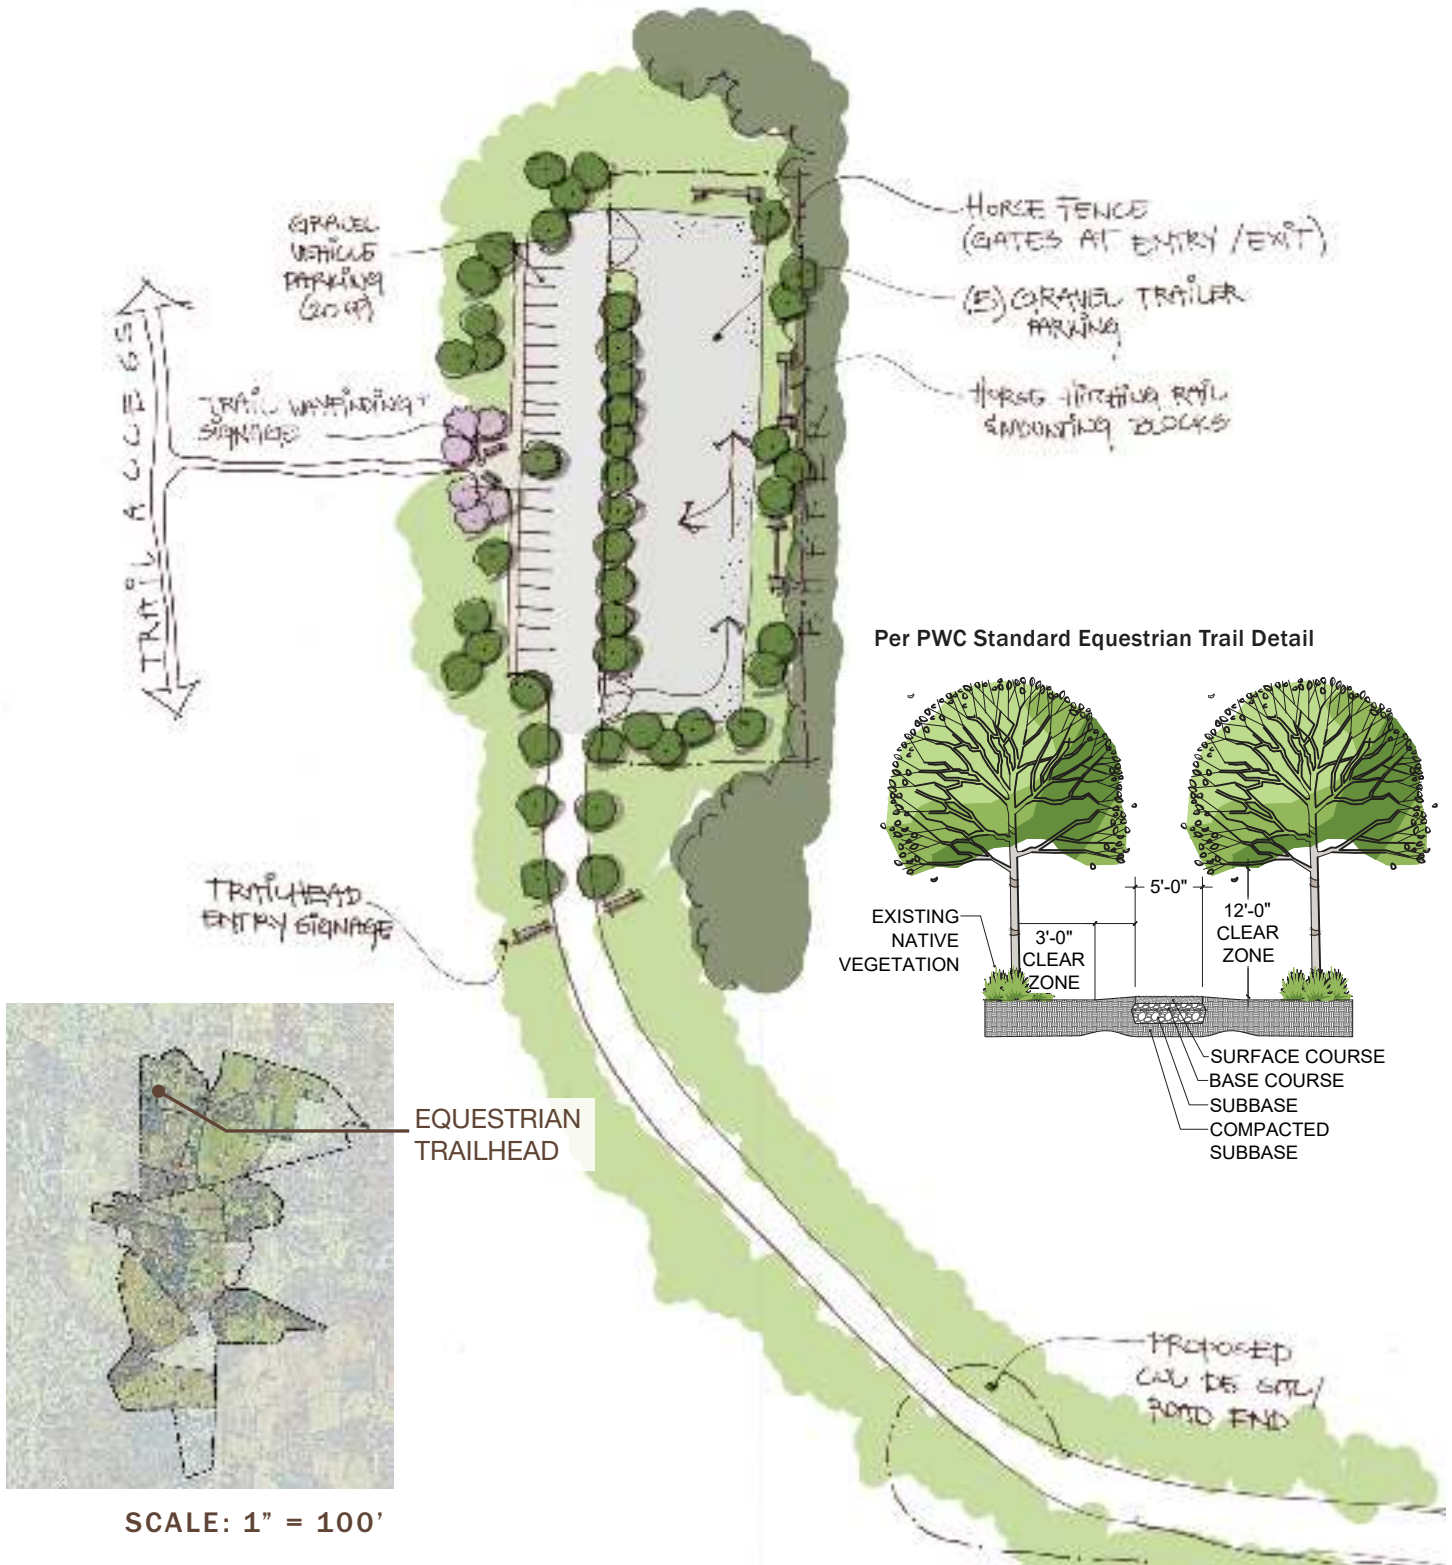 GRAVEL
VEHICLE
PARKING
HORSE FENCE
(GATES AT ENTRY / EXIT)
(5) GRAVEL TRAILER
PARKING
HORSE HITCHING RAIL
& MOUNTING BLOCKS
TRAIL ACCESS
TRAIL WAYFINDING
SIGNAGE
Per PWC Standard Equestrian Trail Detail
5'-0"
12'-0"
CLEAR
ZONE
3'-0"
CLEAR
ZONE
EXISTING
NATIVE
VEGETATION
SURFACE COURSE
BASE COURSE
SUBBASE
COMPACTED
SUBBASE
TRAILHEAD
ENTRY SIGNAGE
EQUESTRIAN
TRAILHEAD
PROPOSED
CUL DE SAC /
ROAD END
SCALE: 1” = 100’